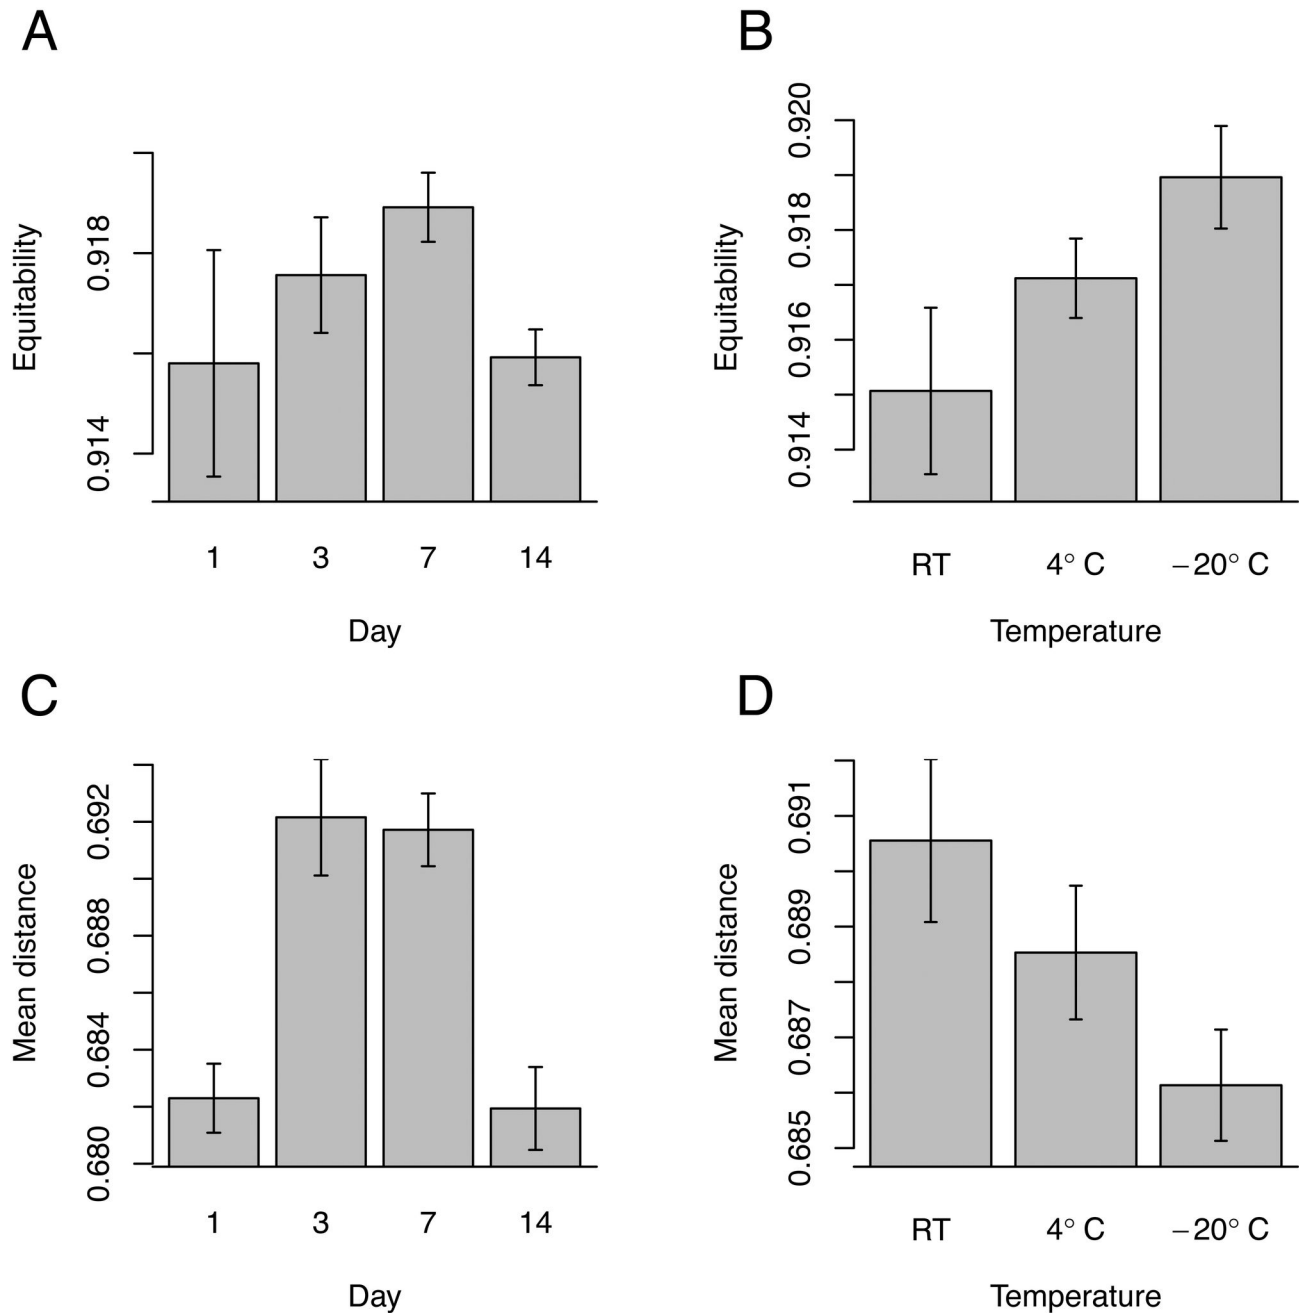 A
Equitability
0.914
0.918
1 3 7 14
Day
B
Equitability
0.914
0.916
0.918
0.920
RT 4° C −20° C
Temperature
C
Mean distance
0.680
0.684
0.688
0.692
1 3 7 14
Day
D
Mean distance
0.685
0.687
0.689
0.691
RT 4° C −20° C
Temperature